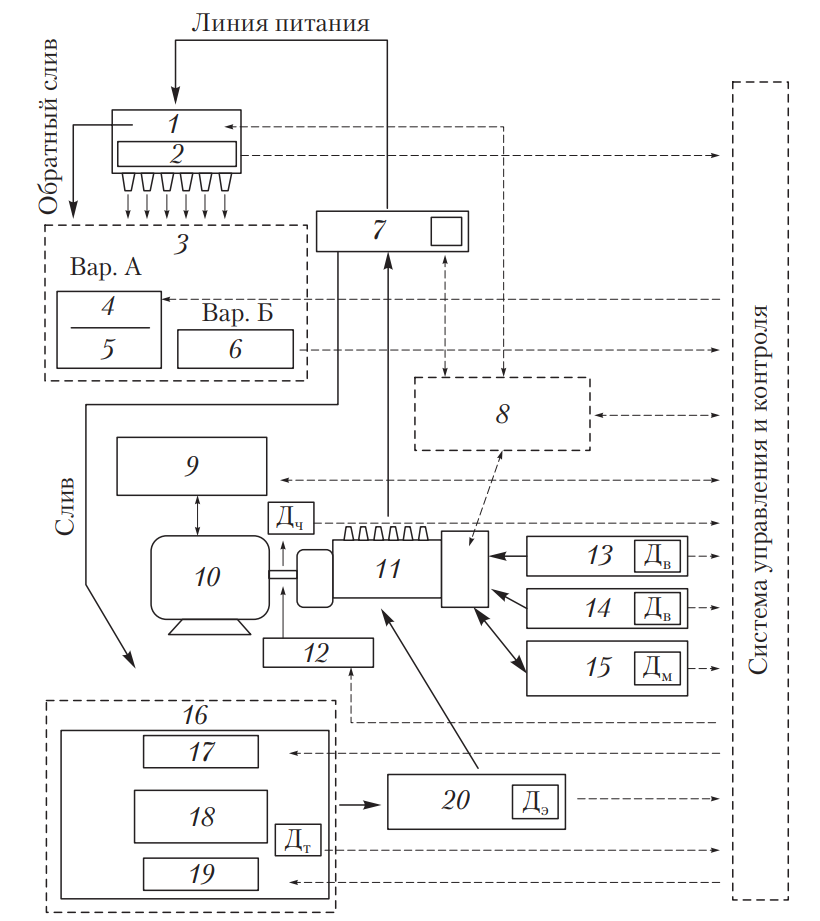 Линия питания
Обратный слив
1
2
3
Вар. А
4
5
Вар. Б
6
7
8
9
Слив
Дч
10
11
12
13 Дв
14 Дв
15 Дм
16
17
18
Дт
19
20 Дэ
Система управления и контроля